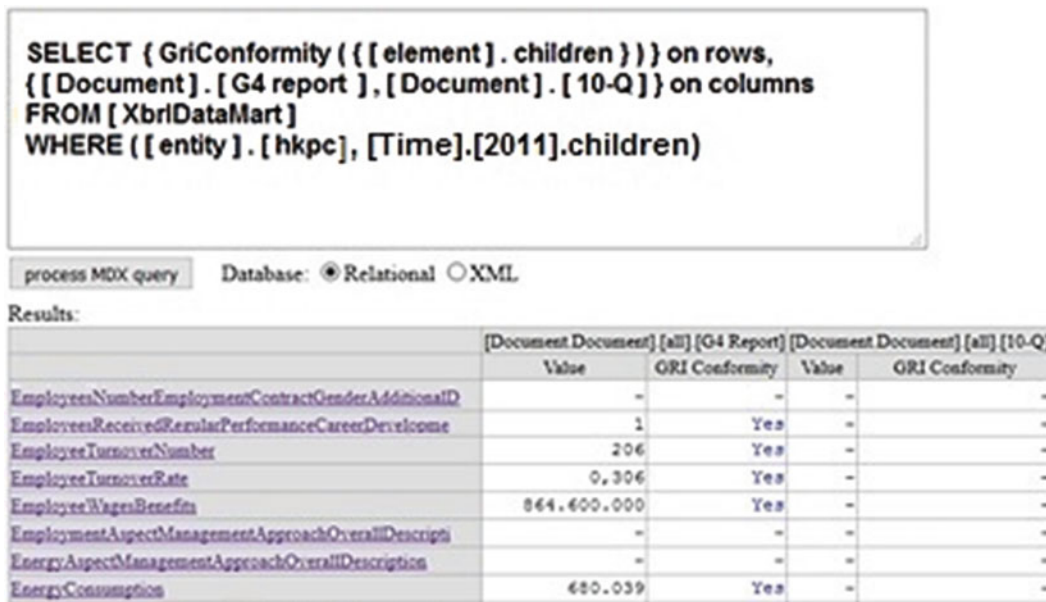 SELECT { GriConformity ( { [ element ] . children } ) } on rows,
{ [ Document ] . [ G4 report ] , [ Document ] . [ 10-Q ] } on columns
FROM [ XbrlDataMart ]
WHERE ( [ entity ] . [ hkpc ], [Time].[2011].children)
process MDX query Database: Relational XML
Results:
[Document.Document].[all].[G4 Report] [Document.Document].[all].[10-Q]
Value GRI Conformity Value GRI Conformity
EmployeesNumberEmploymentContractGenderAdditionalD - - - -
EmployeesReceivedRegularPerformanceCareerDevelopme 1 Yes - -
EmployeeTurnoverNumber 206 Yes - -
EmployeeTurnoverRate 0,306 Yes - -
EmployeeWagesBenefits 864.600.000 Yes - -
EmploymentAspectManagementApproachOverallDescripti - - - -
EnergyAspectManagementApproachOverallDescription - - - -
EnergyConsumption 680.039 Yes - -